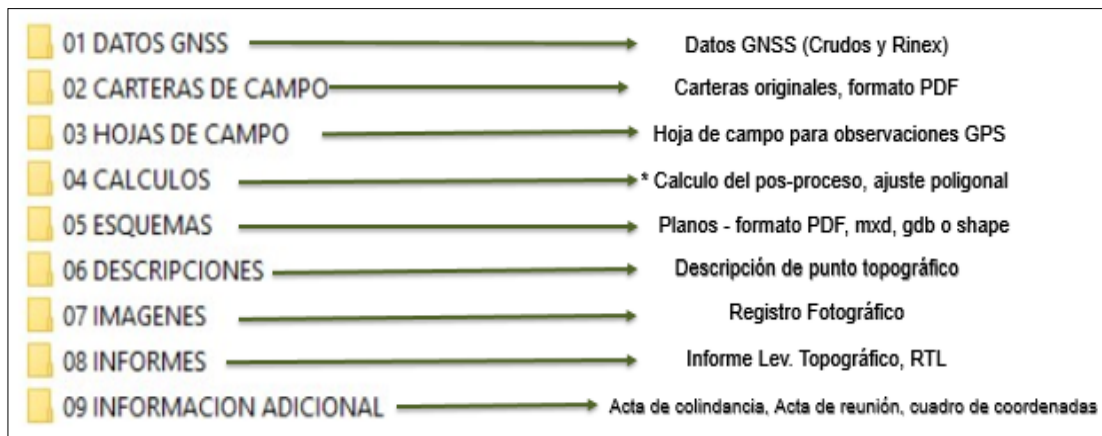 01 DATOS GNSS Datos GNSS (Crudos y Rinex)
02 CARTERAS DE CAMPO Carteras originales, formato PDF
03 HOJAS DE CAMPO Hoja de campo para observaciones GPS
04 CALCULOS * Calculo del pos-proceso, ajuste poligonal
05 ESQUEMAS Planos - formato PDF, mxd, gdb o shape
06 DESCRIPCIONES Descripción de punto topográfico
07 IMAGENES Registro Fotográfico
08 INFORMES Informe Lev. Topográfico, RTL
09 INFORMACION ADICIONAL Acta de colindancia, Acta de reunión, cuadro de coordenadas